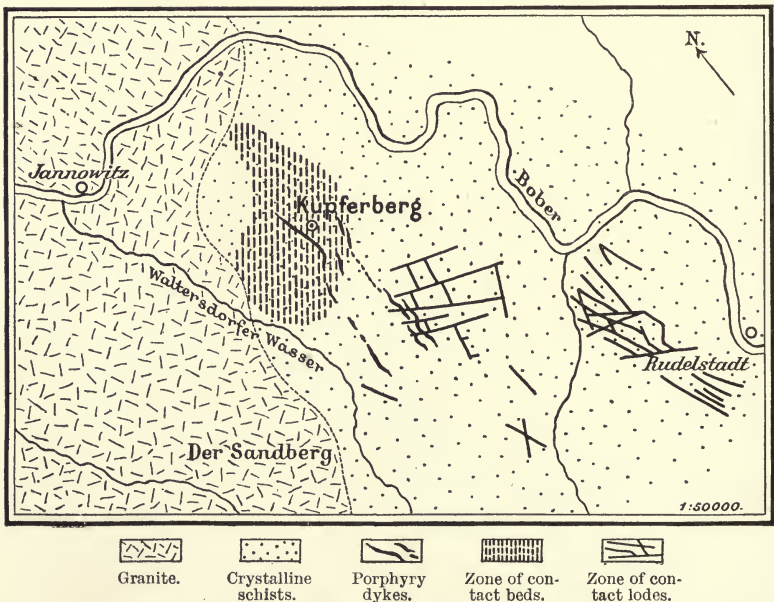 N.
Jannowitz
Kupferberg
Bober
Waltersdorfer Wasser
Rudelstadt
Der Sandberg
1:50000.
Granite.
Crystalline
schists.
Porphyry
dykes.
Zone of con-
tact beds.
Zone of con-
tact lodes.